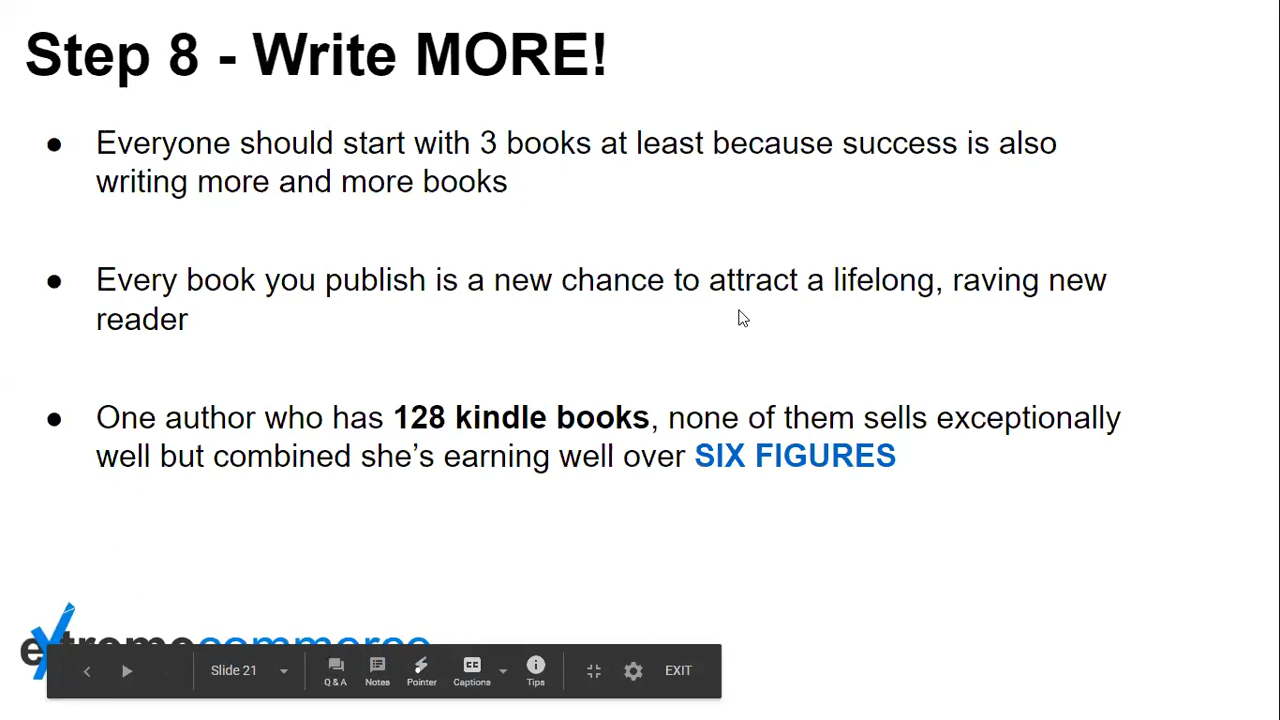 Step 8 - Write MORE!
● Everyone should start with 3 books at least because success is also
writing more and more books
● Every book you publish is a new chance to attract a lifelong, raving new
reader
● One author who has 128 kindle books, none of them sells exceptionally
well but combined she's earning well over SIX FIGURES
extremecommerce
Slide 21
Q & A
Notes
Pointer
CC
Captions
Tips
EXIT